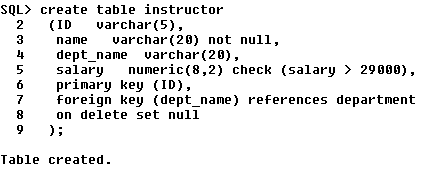 SQL> create table instructor
2 (ID varchar(5),
3 name varchar(20) not null,
4 dept_name varchar(20),
5 salary numeric(8,2) check (salary > 29000),
6 primary key (ID),
7 foreign key (dept_name) references department
8 on delete set null
9 );
Table created.